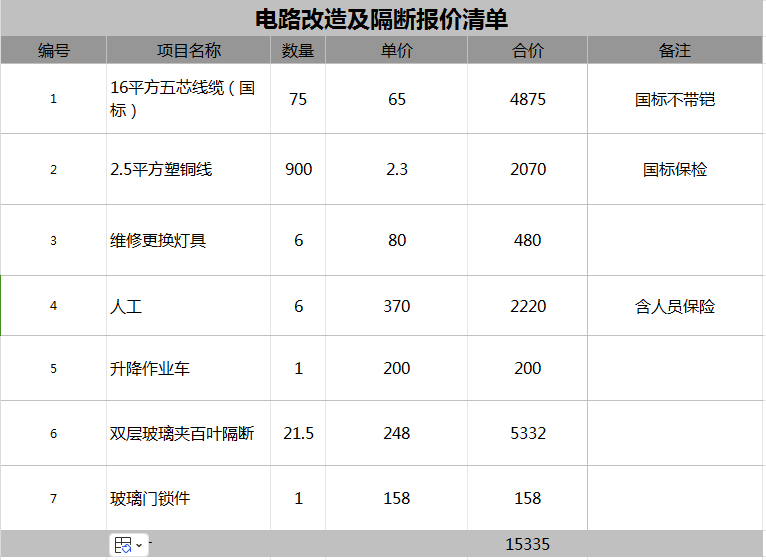 电路改造及隔断报价清单
编号 项目名称 数量 单价 合价 备注
1 16平方五芯线缆（国 75 65 4875 国标不带铠
标）
2 2.5平方塑铜线 900 2.3 2070 国标保检
3 维修更换灯具 6 80 480
4 人工 6 370 2220 含人员保险
5 升降作业车 1 200 200
6 双层玻璃夹百叶隔断 21.5 248 5332
7 玻璃门锁件 1 158 158
15335